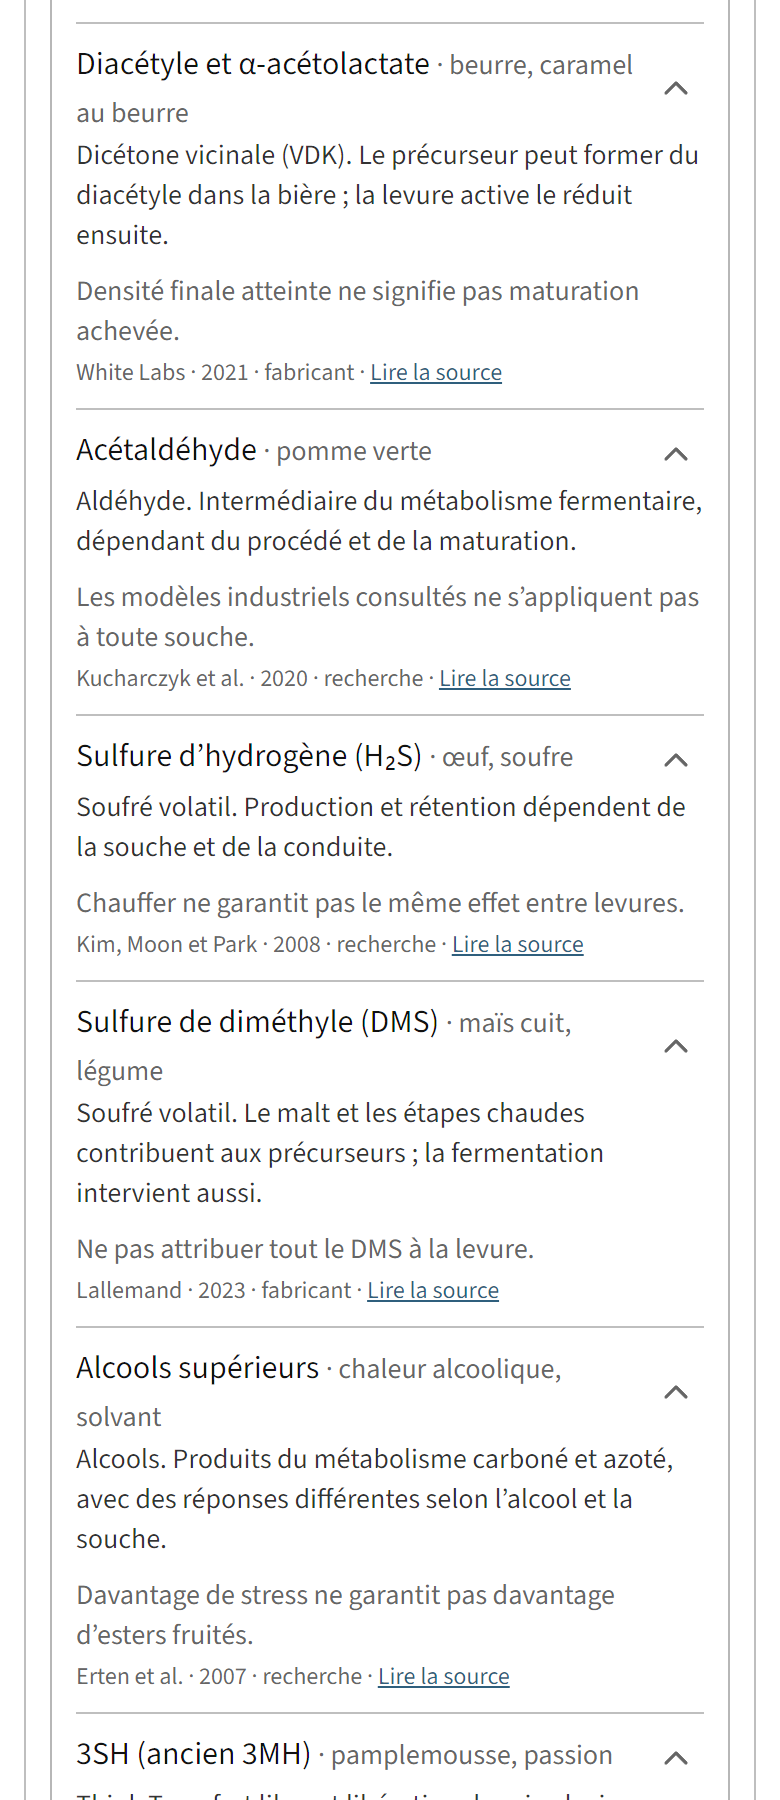 Diacétyle et α-acétolactate · beurre, caramel
au beurre
Dicétone vicinale (VDK). Le précurseur peut former du
diacétyle dans la bière ; la levure active le réduit
ensuite.
Densité finale atteinte ne signifie pas maturation
achevée.
White Labs · 2021 · fabricant · Lire la source
Acétaldéhyde · pomme verte
Aldéhyde. Intermédiaire du métabolisme fermentaire,
dépendant du procédé et de la maturation.
Les modèles industriels consultés ne s’appliquent pas
à toute souche.
Kucharczyk et al. · 2020 · recherche · Lire la source
Sulfure d’hydrogène (H₂S) · œuf, soufre
Soufré volatil. Production et rétention dépendent de
la souche et de la conduite.
Chauffer ne garantit pas le même effet entre levures.
Kim, Moon et Park · 2008 · recherche · Lire la source
Sulfure de diméthyle (DMS) · maïs cuit,
légume
Soufré volatil. Le malt et les étapes chaudes
contribuent aux précurseurs ; la fermentation
intervient aussi.
Ne pas attribuer tout le DMS à la levure.
Lallemand · 2023 · fabricant · Lire la source
Alcools supérieurs · chaleur alcoolique,
solvant
Alcools. Produits du métabolisme carboné et azoté,
avec des réponses différentes selon l’alcool et la
souche.
Davantage de stress ne garantit pas davantage
d’esters fruités.
Erten et al. · 2007 · recherche · Lire la source
3SH (ancien 3MH) · pamplemousse, passion